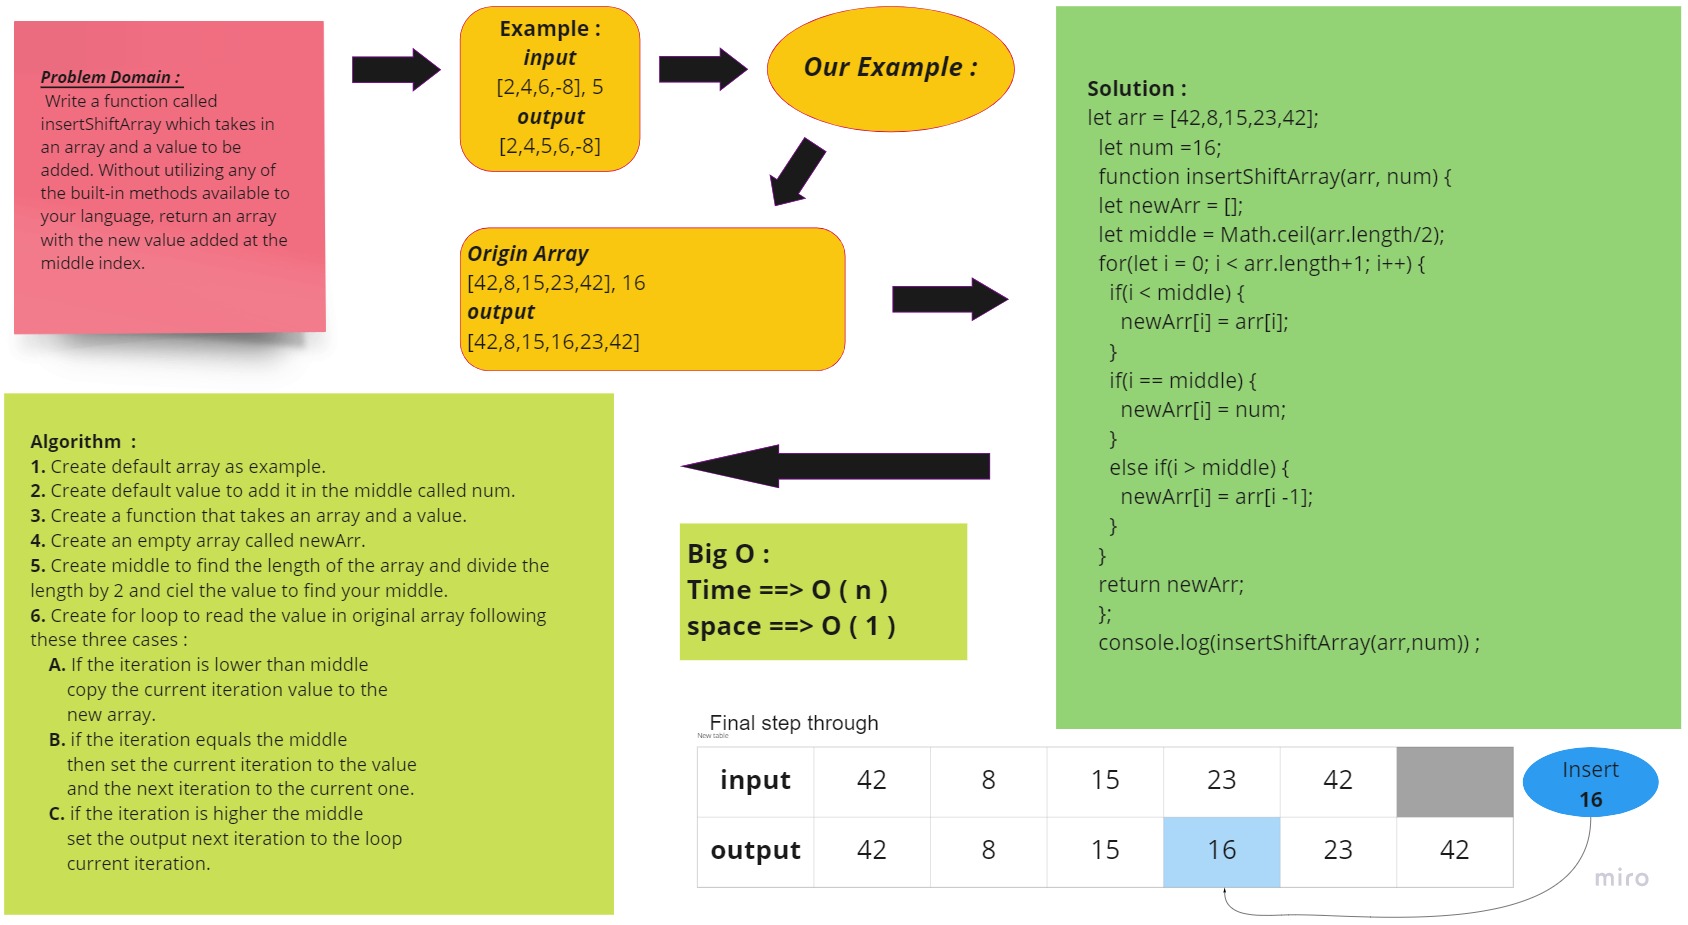 Problem Domain :
Write a function called
insertShiftArray which takes in
an array and a value to be
added. Without utilizing any of
the built-in methods available to
your language, return an array
with the new value added at the
middle index.
Example :
input
[2,4,6,-8], 5
output
[2,4,5,6,-8]
Our Example :
Origin Array
[42,8,15,23,42], 16
output
[42,8,15,16,23,42]
Solution :
let arr = [42,8,15,23,42];
let num =16;
function insertShiftArray(arr, num) {
let newArr = [];
let middle = Math.ceil(arr.length/2);
for(let i = 0; i < arr.length+1; i++) {
if(i < middle) {
newArr[i] = arr[i];
}
if(i == middle) {
newArr[i] = num;
}
else if(i > middle) {
newArr[i] = arr[i -1];
}
}
return newArr;
};
console.log(insertShiftArray(arr,num)) ;
Algorithm :
1. Create default array as example.
2. Create default value to add it in the middle called num.
3. Create a function that takes an array and a value.
4. Create an empty array called newArr.
5. Create middle to find the length of the array and divide the
length by 2 and ciel the value to find your middle.
6. Create for loop to read the value in original array following
these three cases :
A. If the iteration is lower than middle
copy the current iteration value to the
new array.
B. if the iteration equals the middle
then set the current iteration to the value
and the next iteration to the current one.
C. if the iteration is higher the middle
set the output next iteration to the loop
current iteration.
Big O :
Time ==> O ( n )
space ==> O ( 1 )
Final step through
New table
input 42 8 15 23 42
output 42 8 15 16 23 42
Insert
16
miro